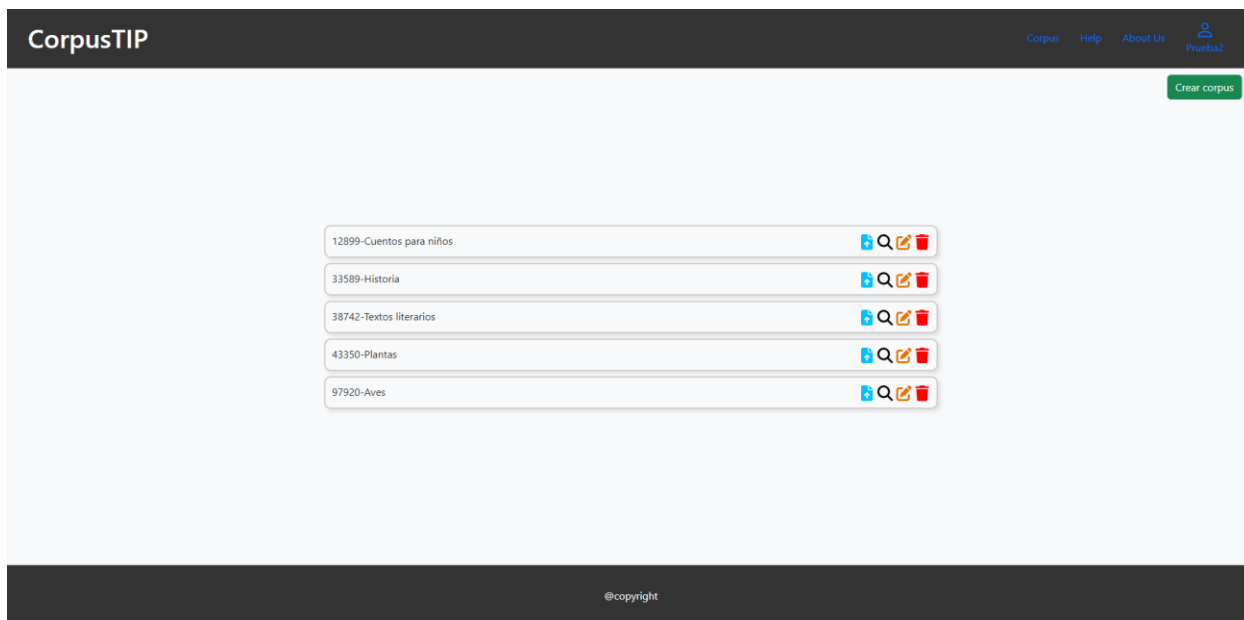 CorpusTIP
Corpus Help About Us Prueba2
Crear corpus
12899-Cuentos para niños
33589-Historia
38742-Textos literarios
43350-Plantas
97920-Aves
@copyright